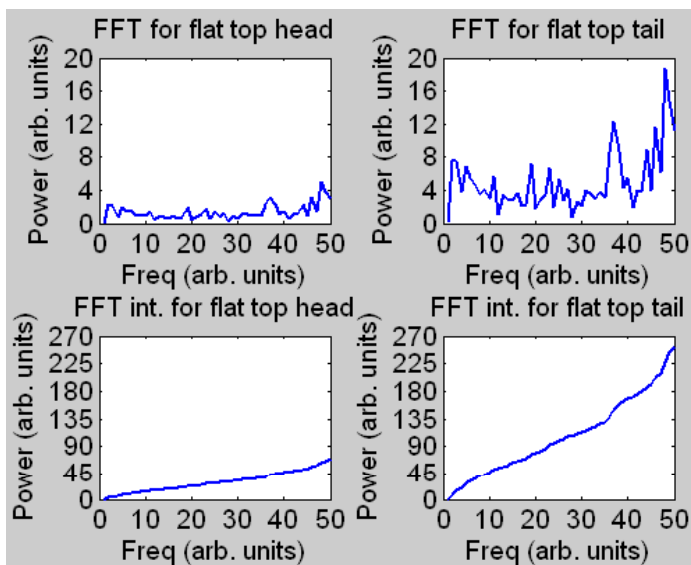 FFT for flat top head
20
16
12
8
4
0
Power (arb. units)
0 10 20 30 40 50
Freq (arb. units)
FFT for flat top tail
20
16
12
8
4
0
Power (arb. units)
0 10 20 30 40 50
Freq (arb. units)
FFT int. for flat top head
270
225
180
135
90
45
0
Power (arb. units)
0 10 20 30 40 50
Freq (arb. units)
FFT int. for flat top tail
270
225
180
135
90
45
0
Power (arb. units)
0 10 20 30 40 50
Freq (arb. units)